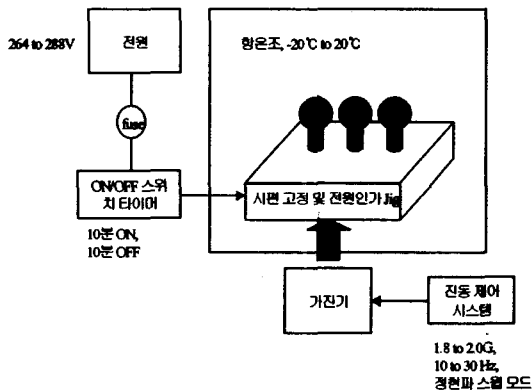 264 to 288V
전원
항온조, -20℃ to 20℃
fuse
ON/OFF 스위
치 타이머
10분 ON,
10분 OFF
시편 고정 및 전원인가 Jig
가진기
진동 제어
시스템
1.8 to 2.0G,
10 to 30 Hz,
정현파 스윕 모드